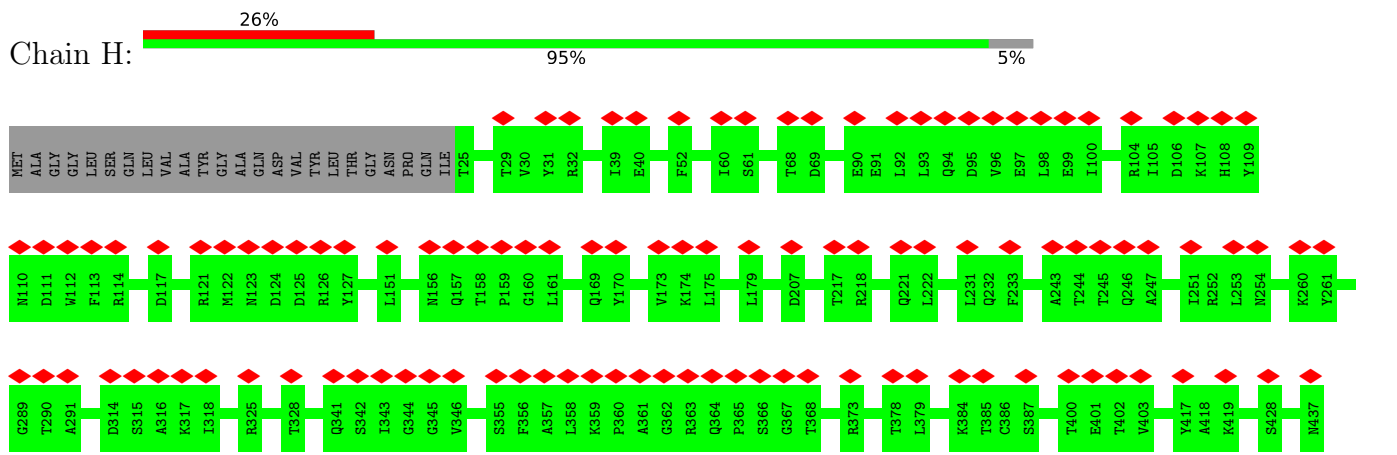 26%
Chain H:
95% 5%
MET ALA GLY GLY LEU SER GLN LEU VAL ALA TYR GLY ALA GLN ASP VAL TYR LEU THR GLY ASN PRO GLN ILE T25 T29 V30 Y31 R32 I39 E40 F52 I60 S61 T68 D69 E90 E91 L92 L93 Q94 D95 V96 E97 L98 E99 I100 R104 I105 D106 K107 H108 Y109
N110 D111 W112 F113 R114 D117 R121 M122 N123 D124 D125 R126 Y127 L151 N156 Q157 T158 P159 G160 L161 Q169 Y170 V173 K174 L175 L179 D207 T217 R218 Q221 L222 L231 Q232 F233 A243 T244 T245 Q246 A247 I251 R252 L253 N254 K260 Y261
G289 T290 A291 D314 S315 A316 K317 I318 R325 T328 Q341 S342 I343 G344 G345 V346 S355 F356 A357 L358 K359 P360 A361 G362 R363 Q364 P365 S366 G367 T368 R373 T378 L379 K384 T385 C386 S387 T400 E401 T402 V403 Y417 A418 K419 S428 N437